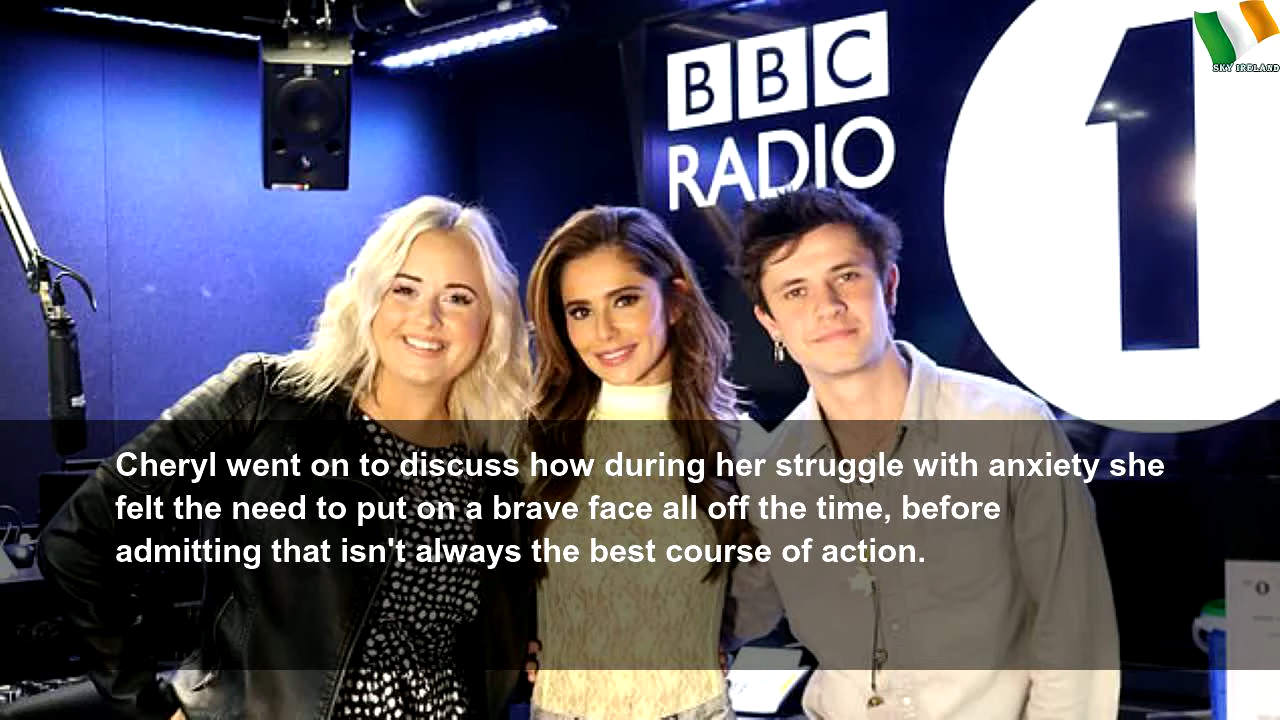 BBC
RADIO
1
SKY IRELAND
Cheryl went on to discuss how during her struggle with anxiety she
felt the need to put on a brave face all off the time, before
admitting that isn't always the best course of action.